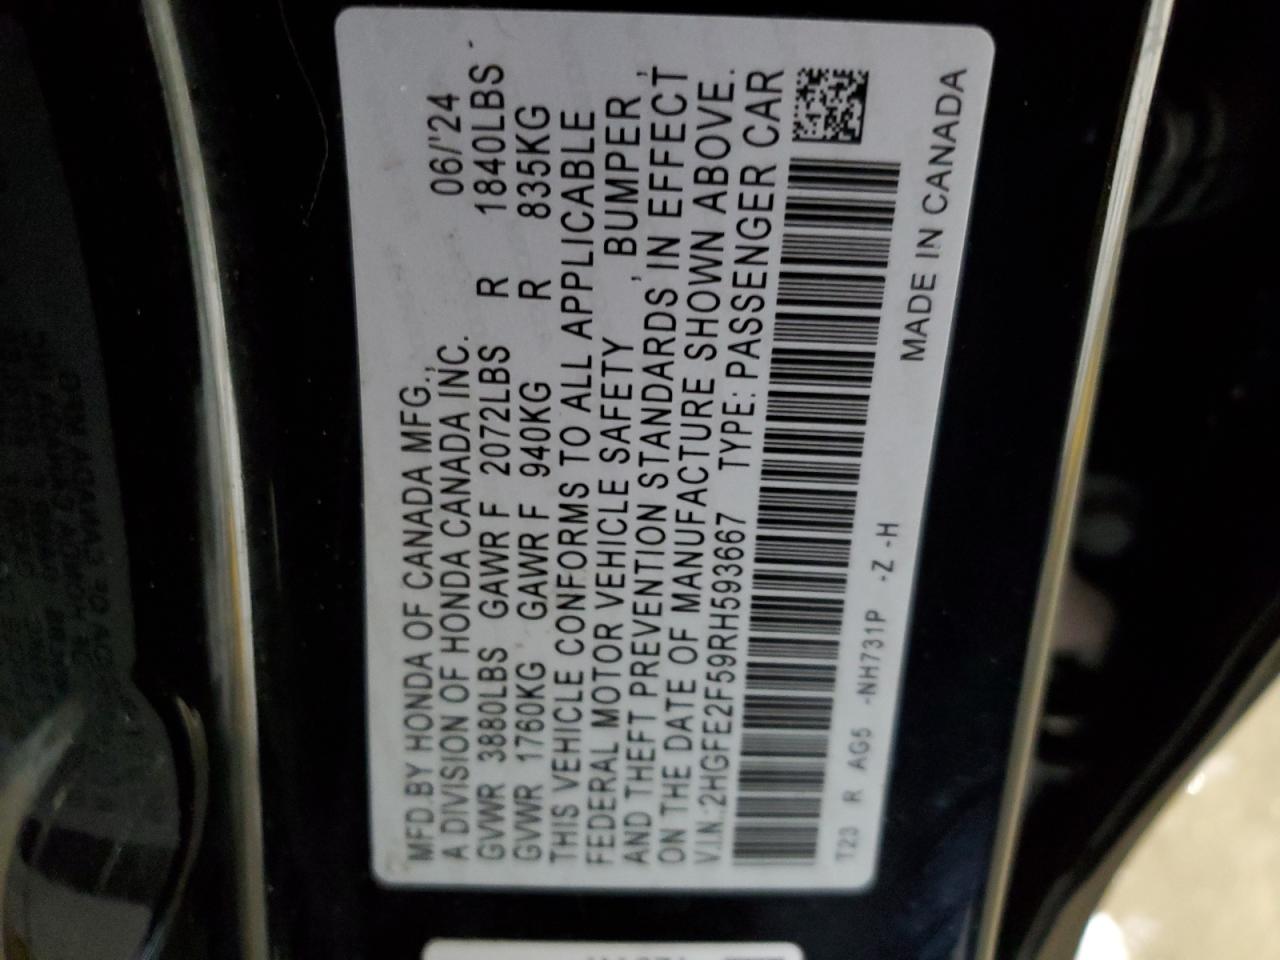 MFD.BY HONDA OF CANADA MFG.,
A DIVISION OF HONDA CANADA INC. 06/'24
GVWR 3880LBS GAWR F 2072LBS R 1840LBS
GVWR 1760KG GAWR F 940KG R 835KG
THIS VEHICLE CONFORMS TO ALL APPLICABLE
FEDERAL MOTOR VEHICLE SAFETY, BUMPER,
AND THEFT PREVENTION STANDARDS IN EFFECT
ON THE DATE OF MANUFACTURE SHOWN ABOVE.
V.I.N.:2HGFE2F59RH593667 TYPE: PASSENGER CAR
T23 R AG5 -NH731P -Z -H
MADE IN CANADA